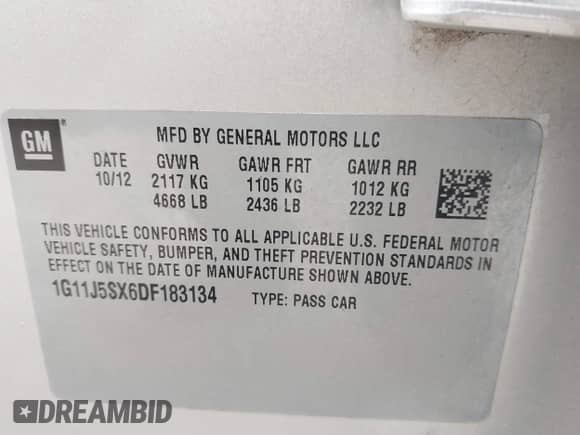 GM ®
MFD BY GENERAL MOTORS LLC
DATE GVWR GAWR FRT GAWR RR
10/12 2117 KG 1105 KG 1012 KG
4668 LB 2436 LB 2232 LB
THIS VEHICLE CONFORMS TO ALL APPLICABLE U.S. FEDERAL MOTOR
VEHICLE SAFETY, BUMPER, AND THEFT PREVENTION STANDARDS IN
EFFECT ON THE DATE OF MANUFACTURE SHOWN ABOVE.
1G11J5SX6DF183134 TYPE: PASS CAR
DREAMBID